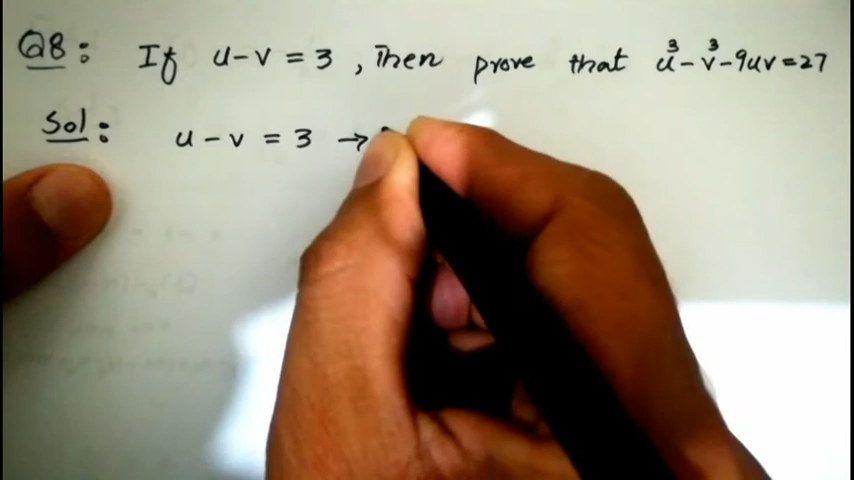 Q8: If u-v=3, Then prove that u³-v³-9uv=27
Sol: u-v = 3 →